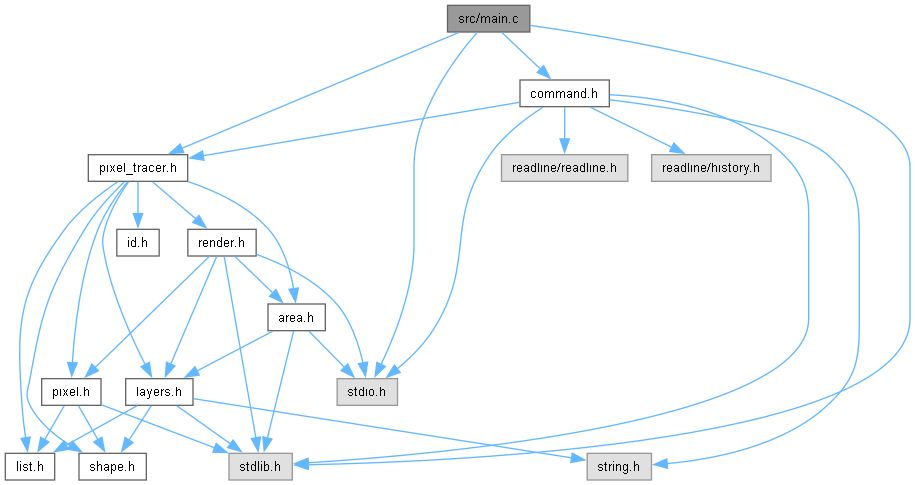 src/main.c
command.h
pixel_tracer.h
readline/readline.h
readline/history.h
id.h
render.h
area.h
pixel.h
layers.h
stdio.h
list.h
shape.h
stdlib.h
string.h